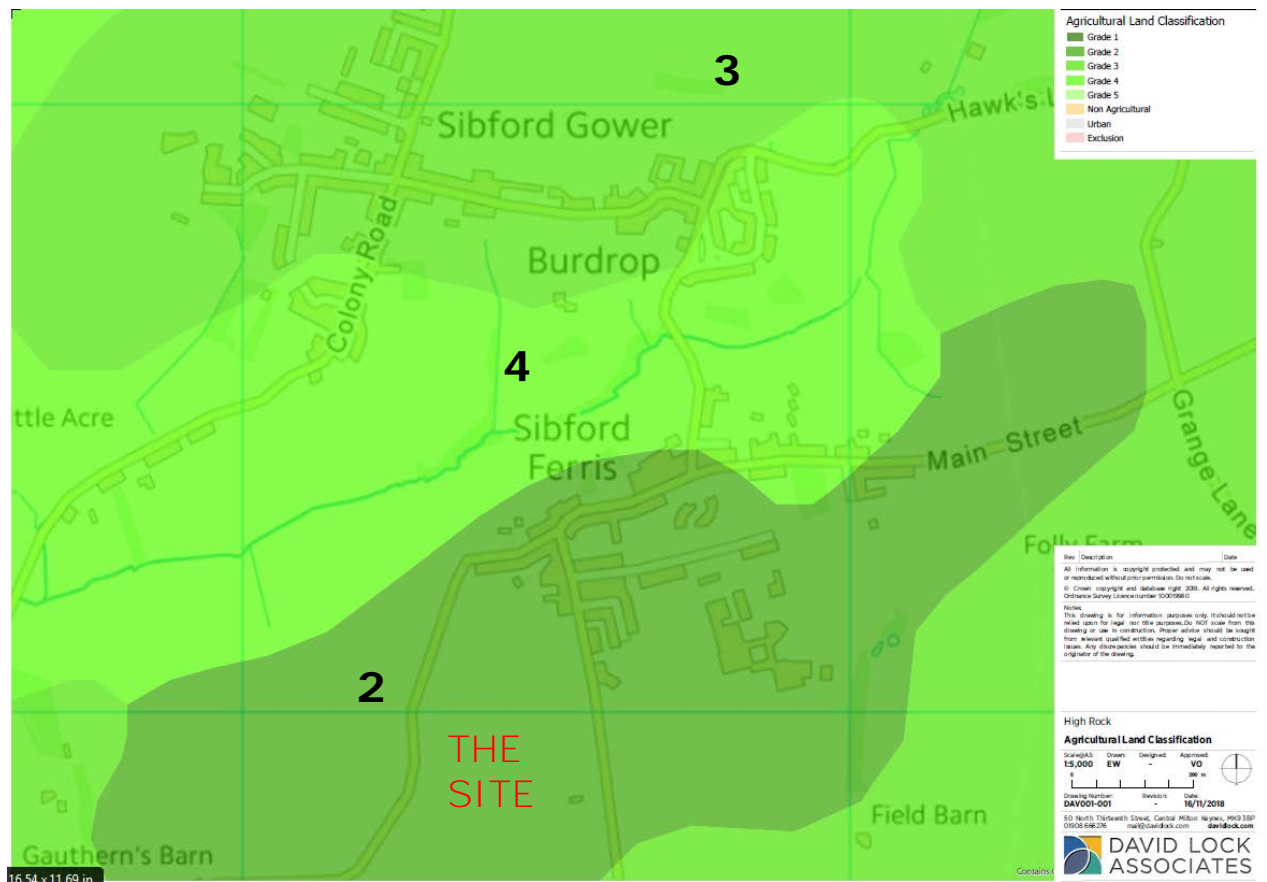 3
Sibford Gower
Hawk's L
Burdrop
Colony Road
4
ttle Acre
Sibford
Ferris
Main Street
Grange Lane
2
THE
SITE
Field Barn
Gauthern's Barn
16.54 x 11.69 in
Agricultural Land Classification
Grade 1
Grade 2
Grade 3
Grade 4
Grade 5
Non Agricultural
Urban
Exclusion
Folly Farm
Rev Description Date
All information is copyright protected and may not be used
or reproduced without prior permission. Do not scale.
© Crown copyright and database right 2018. All rights reserved.
Ordnance Survey Licence number 100019980
Notes
This drawing is for information purposes only. It should not be
relied upon for legal nor title purposes. Do NOT scale from this
drawing or use in construction. Proper advice should be sought
from relevant qualified entities regarding legal and construction
issues. Any discrepancies should be immediately reported to the
originator of the drawing.
High Rock
Agricultural Land Classification
Scale@A3: Drawn: Designed: Approved:
1:5,000 EW - VO
0 200 m
Drawing Number: Revision: Date:
DAV001-001 - 16/11/2018
50 North Thirteenth Street, Central Milton Keynes, MK9 3BP
01908 666276 mail@davidlock.com davidlock.com
DAVID LOCK
ASSOCIATES
Contains